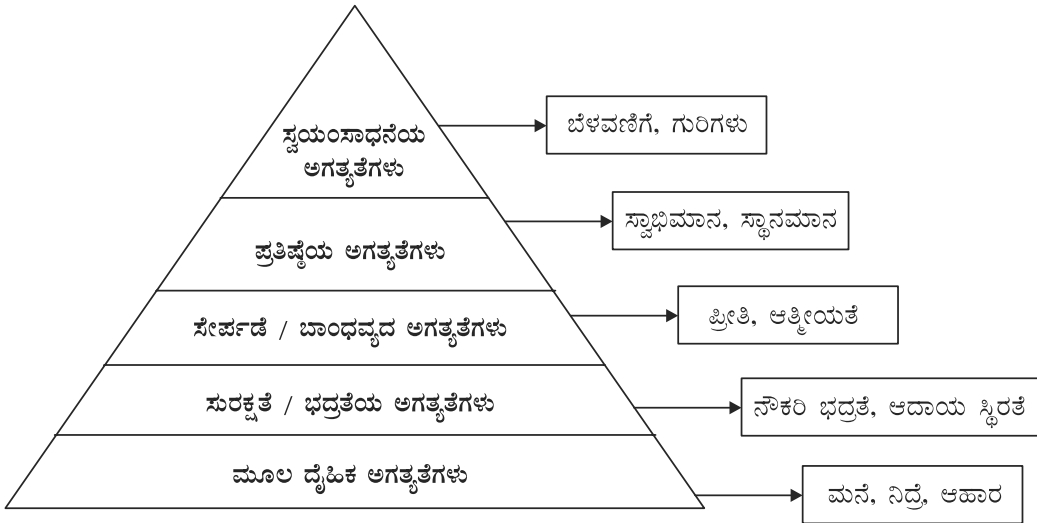 ಸ್ವಯಂಸಾಧನೆಯ
ಅಗತ್ಯತೆಗಳು
ಬೆಳವಣಿಗೆ, ಗುರಿಗಳು
ಪ್ರತಿಷ್ಠೆಯ ಅಗತ್ಯತೆಗಳು
ಸ್ವಾಭಿಮಾನ, ಸ್ಥಾನಮಾನ
ಸೇರ್ಪಡೆ / ಬಾಂಧವ್ಯದ ಅಗತ್ಯತೆಗಳು
ಪ್ರೀತಿ, ಆತ್ಮೀಯತೆ
ಸುರಕ್ಷತೆ / ಭದ್ರತೆಯ ಅಗತ್ಯತೆಗಳು
ನೌಕರಿ ಭದ್ರತೆ, ಆದಾಯ ಸ್ಥಿರತೆ
ಮೂಲ ದೈಹಿಕ ಅಗತ್ಯತೆಗಳು
ಮನೆ, ನಿದ್ರೆ, ಆಹಾರ